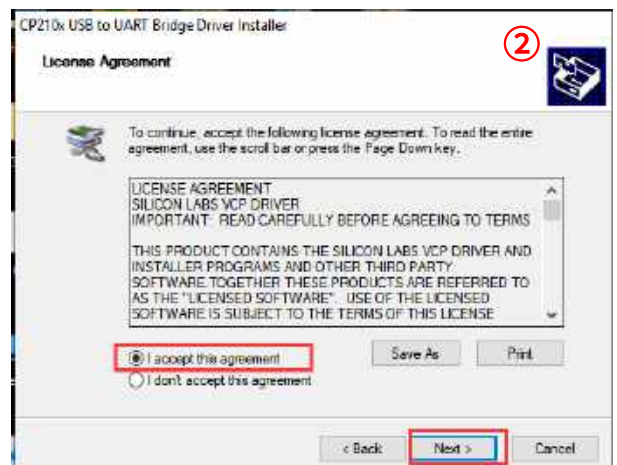 CP210x USB to UART Bridge Driver Installer
②
License Agreement
To continue, accept the following license agreement. To read the entire
agreement, use the scroll bar or press the Page Down key.
LICENSE AGREEMENT
SILICON LABS VCP DRIVER
IMPORTANT: READ CAREFULLY BEFORE AGREEING TO TERMS
THIS PRODUCT CONTAINS THE SILICON LABS VCP DRIVER AND
INSTALLER PROGRAMS AND OTHER THIRD PARTY
SOFTWARE. TOGETHER THESE PRODUCTS ARE REFERRED TO
AS THE "LICENSED SOFTWARE". USE OF THE LICENSED
SOFTWARE IS SUBJECT TO THE TERMS OF THIS LICENSE
I accept this agreement
Save As
Print
I don't accept this agreement
< Back
Next >
Cancel